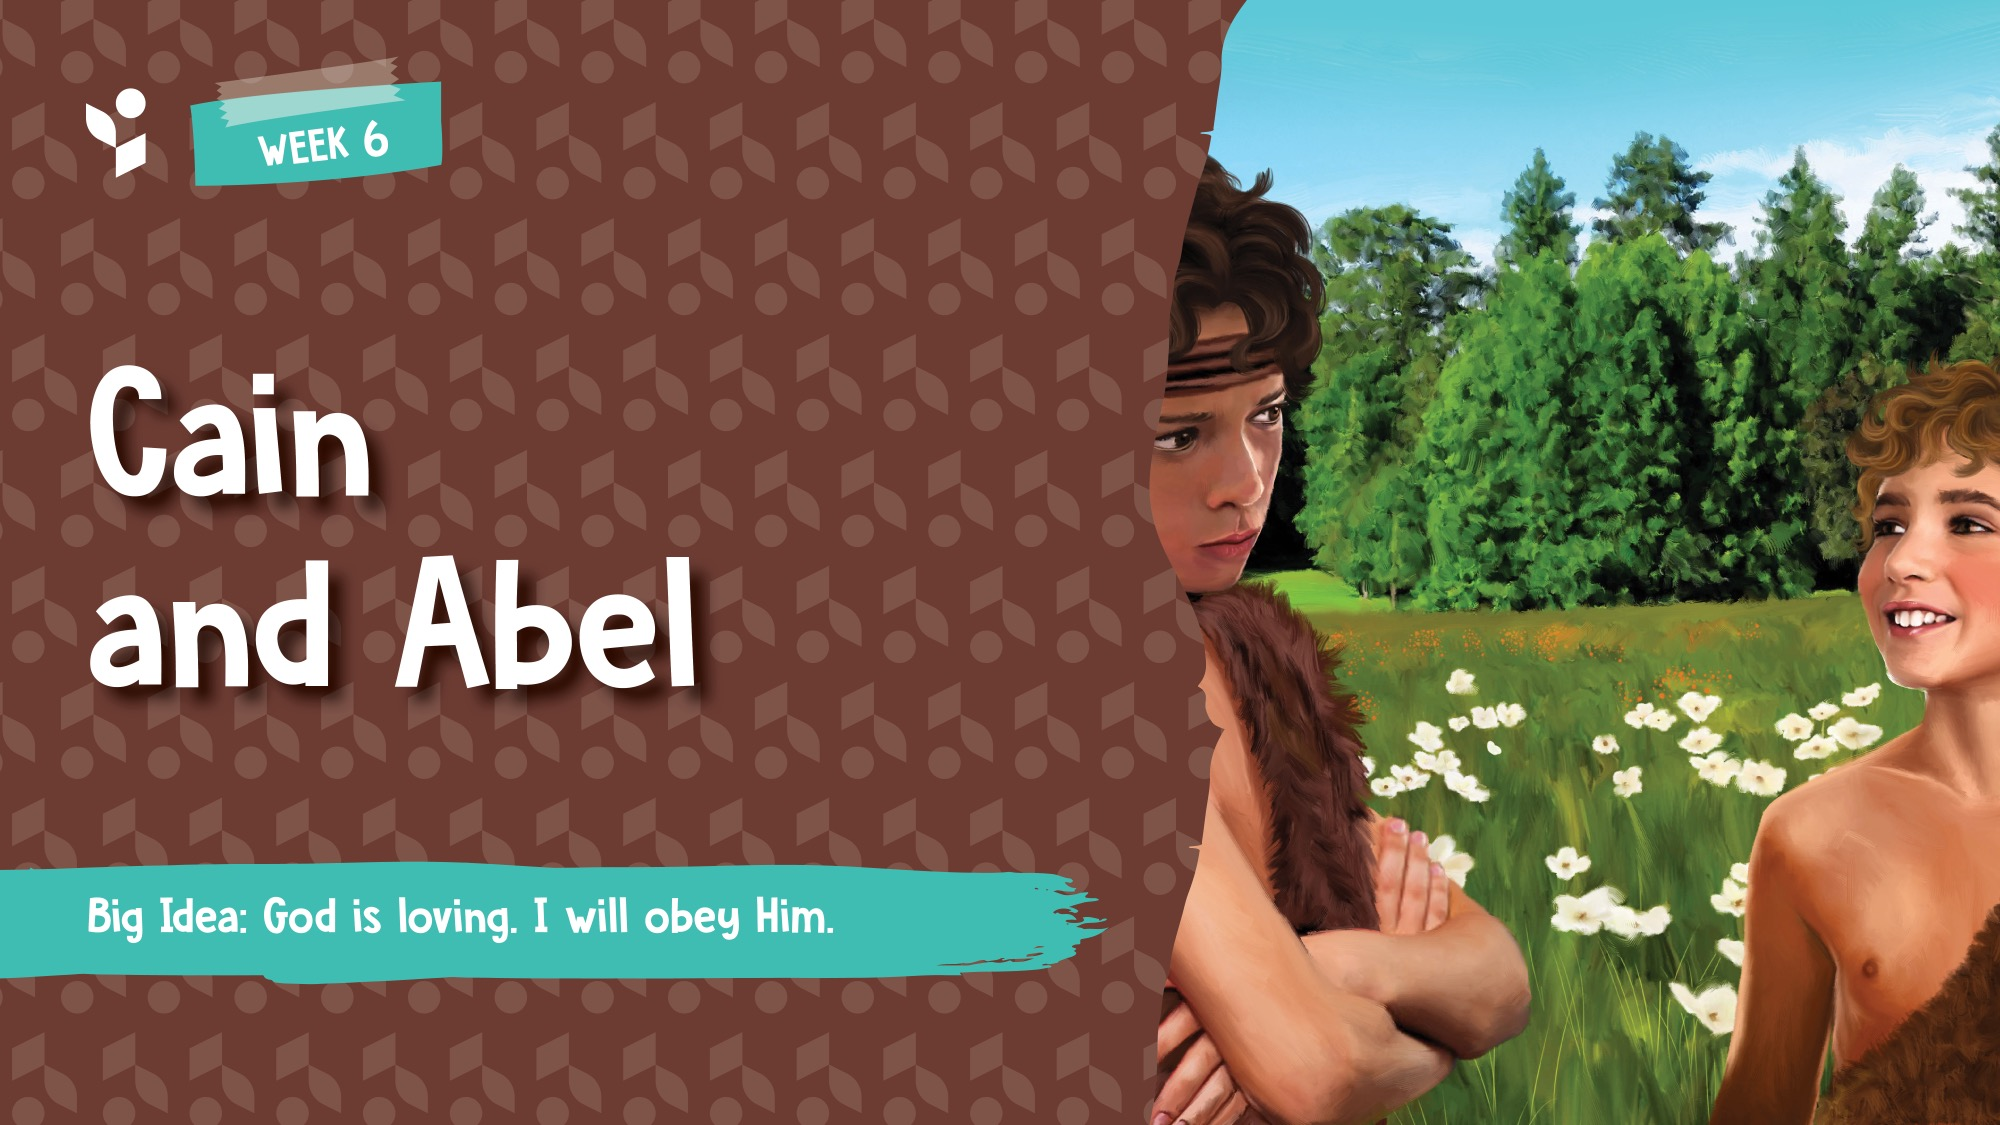 WEEK 6
Cain
and Abel
Big Idea: God is loving. I will obey Him.